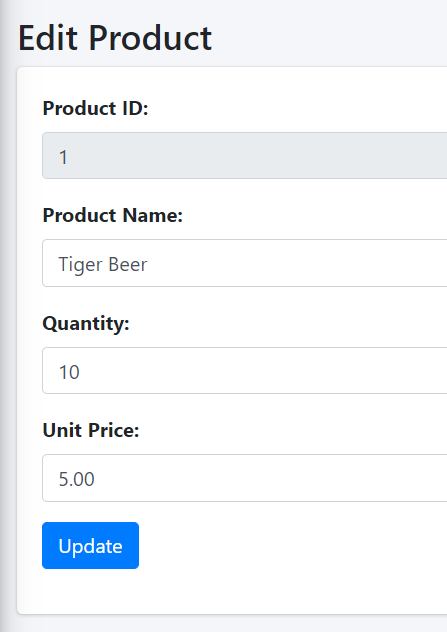 Edit Product
Product ID:
1
Product Name:
Tiger Beer
Quantity:
10
Unit Price:
5.00
Update